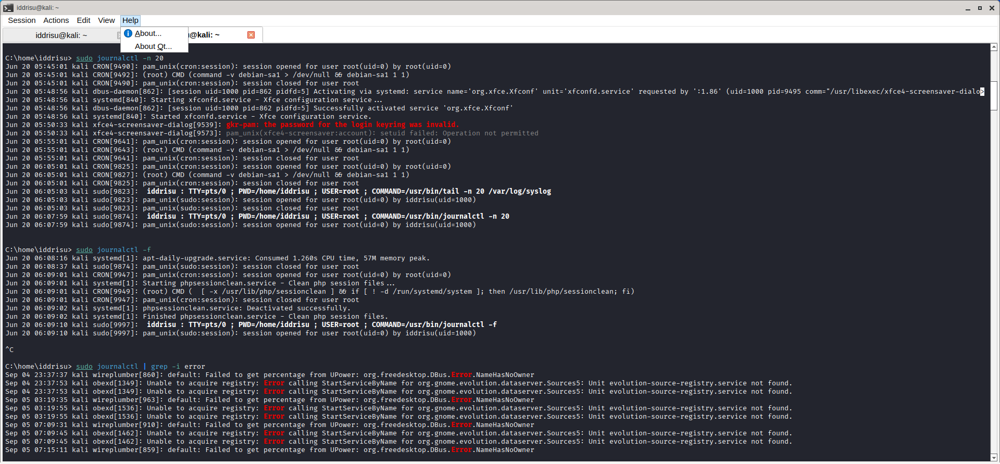 iddrisu@kali: ~
Session Actions Edit View Help
iddrisu@kali: ~
@kali: ~
About...
About Qt...
C:\home\iddrisu> sudo journalctl -n 20
Jun 20 05:45:01 kali CRON[9490]: pam_unix(cron:session): session opened for user root(uid=0) by root(uid=0)
Jun 20 05:45:01 kali CRON[9492]: (root) CMD (command -v debian-sa1 > /dev/null && debian-sa1 1 1)
Jun 20 05:45:01 kali CRON[9490]: pam_unix(cron:session): session closed for user root
Jun 20 05:48:56 kali dbus-daemon[862]: [session uid=1000 pid=862 pidfd=5] Activating via systemd: service name='org.xfce.Xfconf' unit='xfconfd.service' requested by ':1.86' (uid=1000 pid=9495 comm="/usr/libexec/xfce4-screensaver-dialo>
Jun 20 05:48:56 kali systemd[840]: Starting xfconfd.service - Xfce configuration service...
Jun 20 05:48:56 kali dbus-daemon[862]: [session uid=1000 pid=862 pidfd=5] Successfully activated service 'org.xfce.Xfconf'
Jun 20 05:48:56 kali systemd[840]: Started xfconfd.service - Xfce configuration service.
Jun 20 05:50:33 kali xfce4-screensaver-dialog[9539]: gkr-pam: the password for the login keyring was invalid.
Jun 20 05:50:33 kali xfce4-screensaver-dialog[9573]: pam_unix(xfce4-screensaver:account): setuid failed: Operation not permitted
Jun 20 05:55:01 kali CRON[9641]: pam_unix(cron:session): session opened for user root(uid=0) by root(uid=0)
Jun 20 05:55:01 kali CRON[9643]: (root) CMD (command -v debian-sa1 > /dev/null && debian-sa1 1 1)
Jun 20 05:55:01 kali CRON[9641]: pam_unix(cron:session): session closed for user root
Jun 20 06:05:01 kali CRON[9825]: pam_unix(cron:session): session opened for user root(uid=0) by root(uid=0)
Jun 20 06:05:01 kali CRON[9827]: (root) CMD (command -v debian-sa1 > /dev/null && debian-sa1 1 1)
Jun 20 06:05:01 kali CRON[9825]: pam_unix(cron:session): session closed for user root
Jun 20 06:05:03 kali sudo[9823]:  iddrisu : TTY=pts/0 ; PWD=/home/iddrisu ; USER=root ; COMMAND=/usr/bin/tail -n 20 /var/log/syslog
Jun 20 06:05:03 kali sudo[9823]: pam_unix(sudo:session): session opened for user root(uid=0) by iddrisu(uid=1000)
Jun 20 06:05:03 kali sudo[9823]: pam_unix(sudo:session): session closed for user root
Jun 20 06:07:59 kali sudo[9874]:  iddrisu : TTY=pts/0 ; PWD=/home/iddrisu ; USER=root ; COMMAND=/usr/bin/journalctl -n 20
Jun 20 06:07:59 kali sudo[9874]: pam_unix(sudo:session): session opened for user root(uid=0) by iddrisu(uid=1000)
C:\home\iddrisu> sudo journalctl -f
Jun 20 06:08:16 kali systemd[1]: apt-daily-upgrade.service: Consumed 1.260s CPU time, 57M memory peak.
Jun 20 06:08:37 kali sudo[9874]: pam_unix(sudo:session): session closed for user root
Jun 20 06:09:01 kali CRON[9947]: pam_unix(cron:session): session opened for user root(uid=0) by root(uid=0)
Jun 20 06:09:01 kali systemd[1]: Starting phpsessionclean.service - Clean php session files...
Jun 20 06:09:01 kali CRON[9949]: (root) CMD (  [ -x /usr/lib/php/sessionclean ] && if [ ! -d /run/systemd/system ]; then /usr/lib/php/sessionclean; fi)
Jun 20 06:09:01 kali CRON[9947]: pam_unix(cron:session): session closed for user root
Jun 20 06:09:02 kali systemd[1]: phpsessionclean.service: Deactivated successfully.
Jun 20 06:09:02 kali systemd[1]: Finished phpsessionclean.service - Clean php session files.
Jun 20 06:09:10 kali sudo[9997]:  iddrisu : TTY=pts/0 ; PWD=/home/iddrisu ; USER=root ; COMMAND=/usr/bin/journalctl -f
Jun 20 06:09:10 kali sudo[9997]: pam_unix(sudo:session): session opened for user root(uid=0) by iddrisu(uid=1000)
^C
C:\home\iddrisu> sudo journalctl | grep -i error
Sep 04 23:37:37 kali wireplumber[860]: default: Failed to get percentage from UPower: org.freedesktop.DBus.Error.NameHasNoOwner
Sep 04 23:37:53 kali obexd[1349]: Unable to acquire registry: Error calling StartServiceByName for org.gnome.evolution.dataserver.Sources5: Unit evolution-source-registry.service not found.
Sep 04 23:37:53 kali obexd[1349]: Unable to acquire registry: Error calling StartServiceByName for org.gnome.evolution.dataserver.Sources5: Unit evolution-source-registry.service not found.
Sep 05 03:19:35 kali wireplumber[963]: default: Failed to get percentage from UPower: org.freedesktop.DBus.Error.NameHasNoOwner
Sep 05 03:19:55 kali obexd[1536]: Unable to acquire registry: Error calling StartServiceByName for org.gnome.evolution.dataserver.Sources5: Unit evolution-source-registry.service not found.
Sep 05 03:19:55 kali obexd[1536]: Unable to acquire registry: Error calling StartServiceByName for org.gnome.evolution.dataserver.Sources5: Unit evolution-source-registry.service not found.
Sep 05 07:09:31 kali wireplumber[910]: default: Failed to get percentage from UPower: org.freedesktop.DBus.Error.NameHasNoOwner
Sep 05 07:09:45 kali obexd[1462]: Unable to acquire registry: Error calling StartServiceByName for org.gnome.evolution.dataserver.Sources5: Unit evolution-source-registry.service not found.
Sep 05 07:09:45 kali obexd[1462]: Unable to acquire registry: Error calling StartServiceByName for org.gnome.evolution.dataserver.Sources5: Unit evolution-source-registry.service not found.
Sep 05 07:15:11 kali wireplumber[859]: default: Failed to get percentage from UPower: org.freedesktop.DBus.Error.NameHasNoOwner